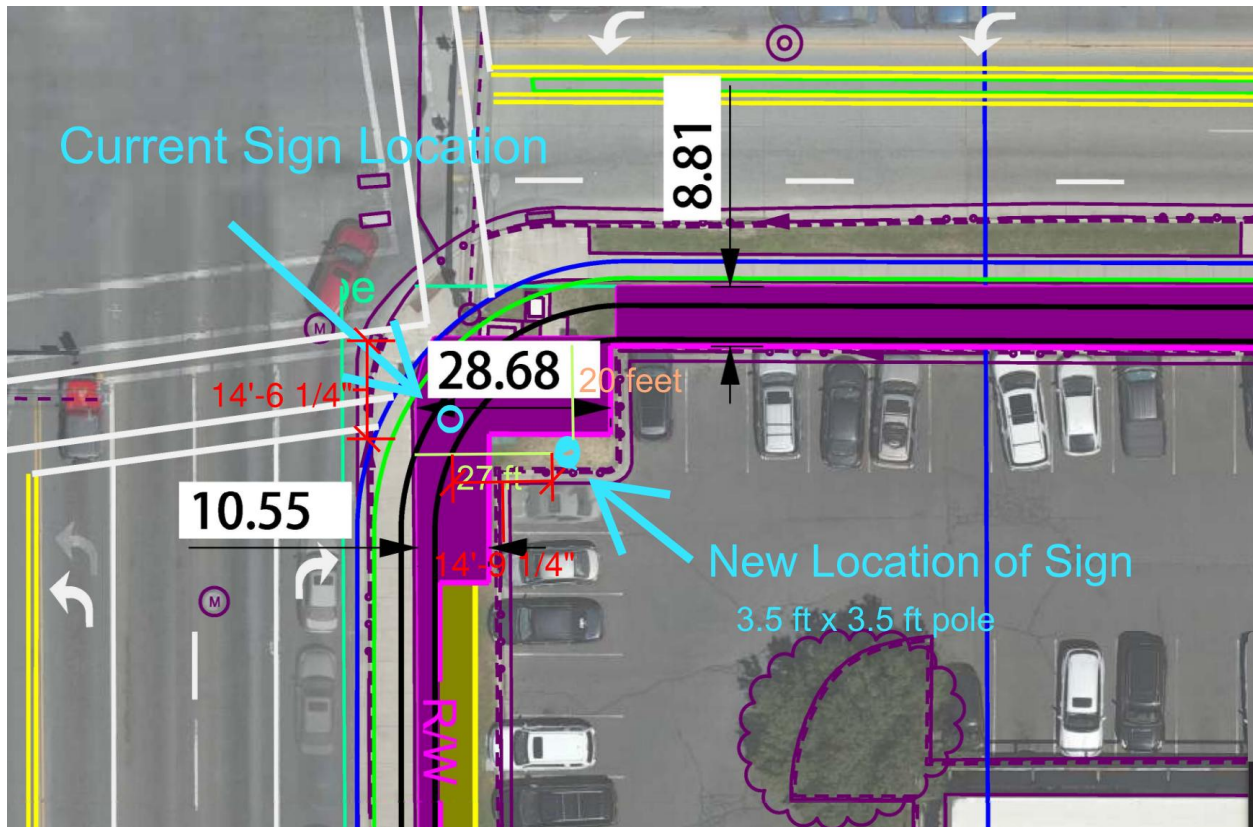 Current Sign Location
8.81
M
14'-6 1/4"
28.68
20 feet
27 ft
10.55
14'-9 1/4"
New Location of Sign
3.5 ft x 3.5 ft pole
M
R/W